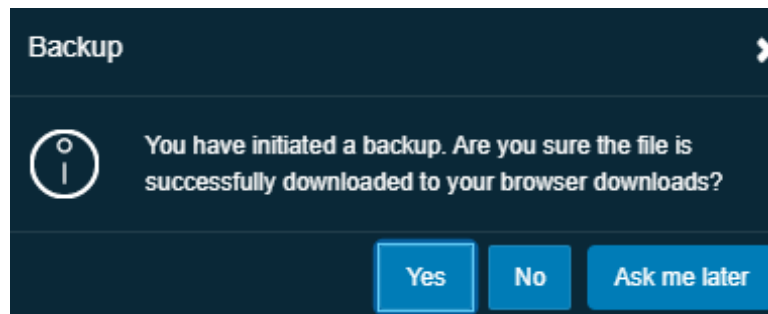 Backup
You have initiated a backup. Are you sure the file is
successfully downloaded to your browser downloads?
Yes No Ask me later